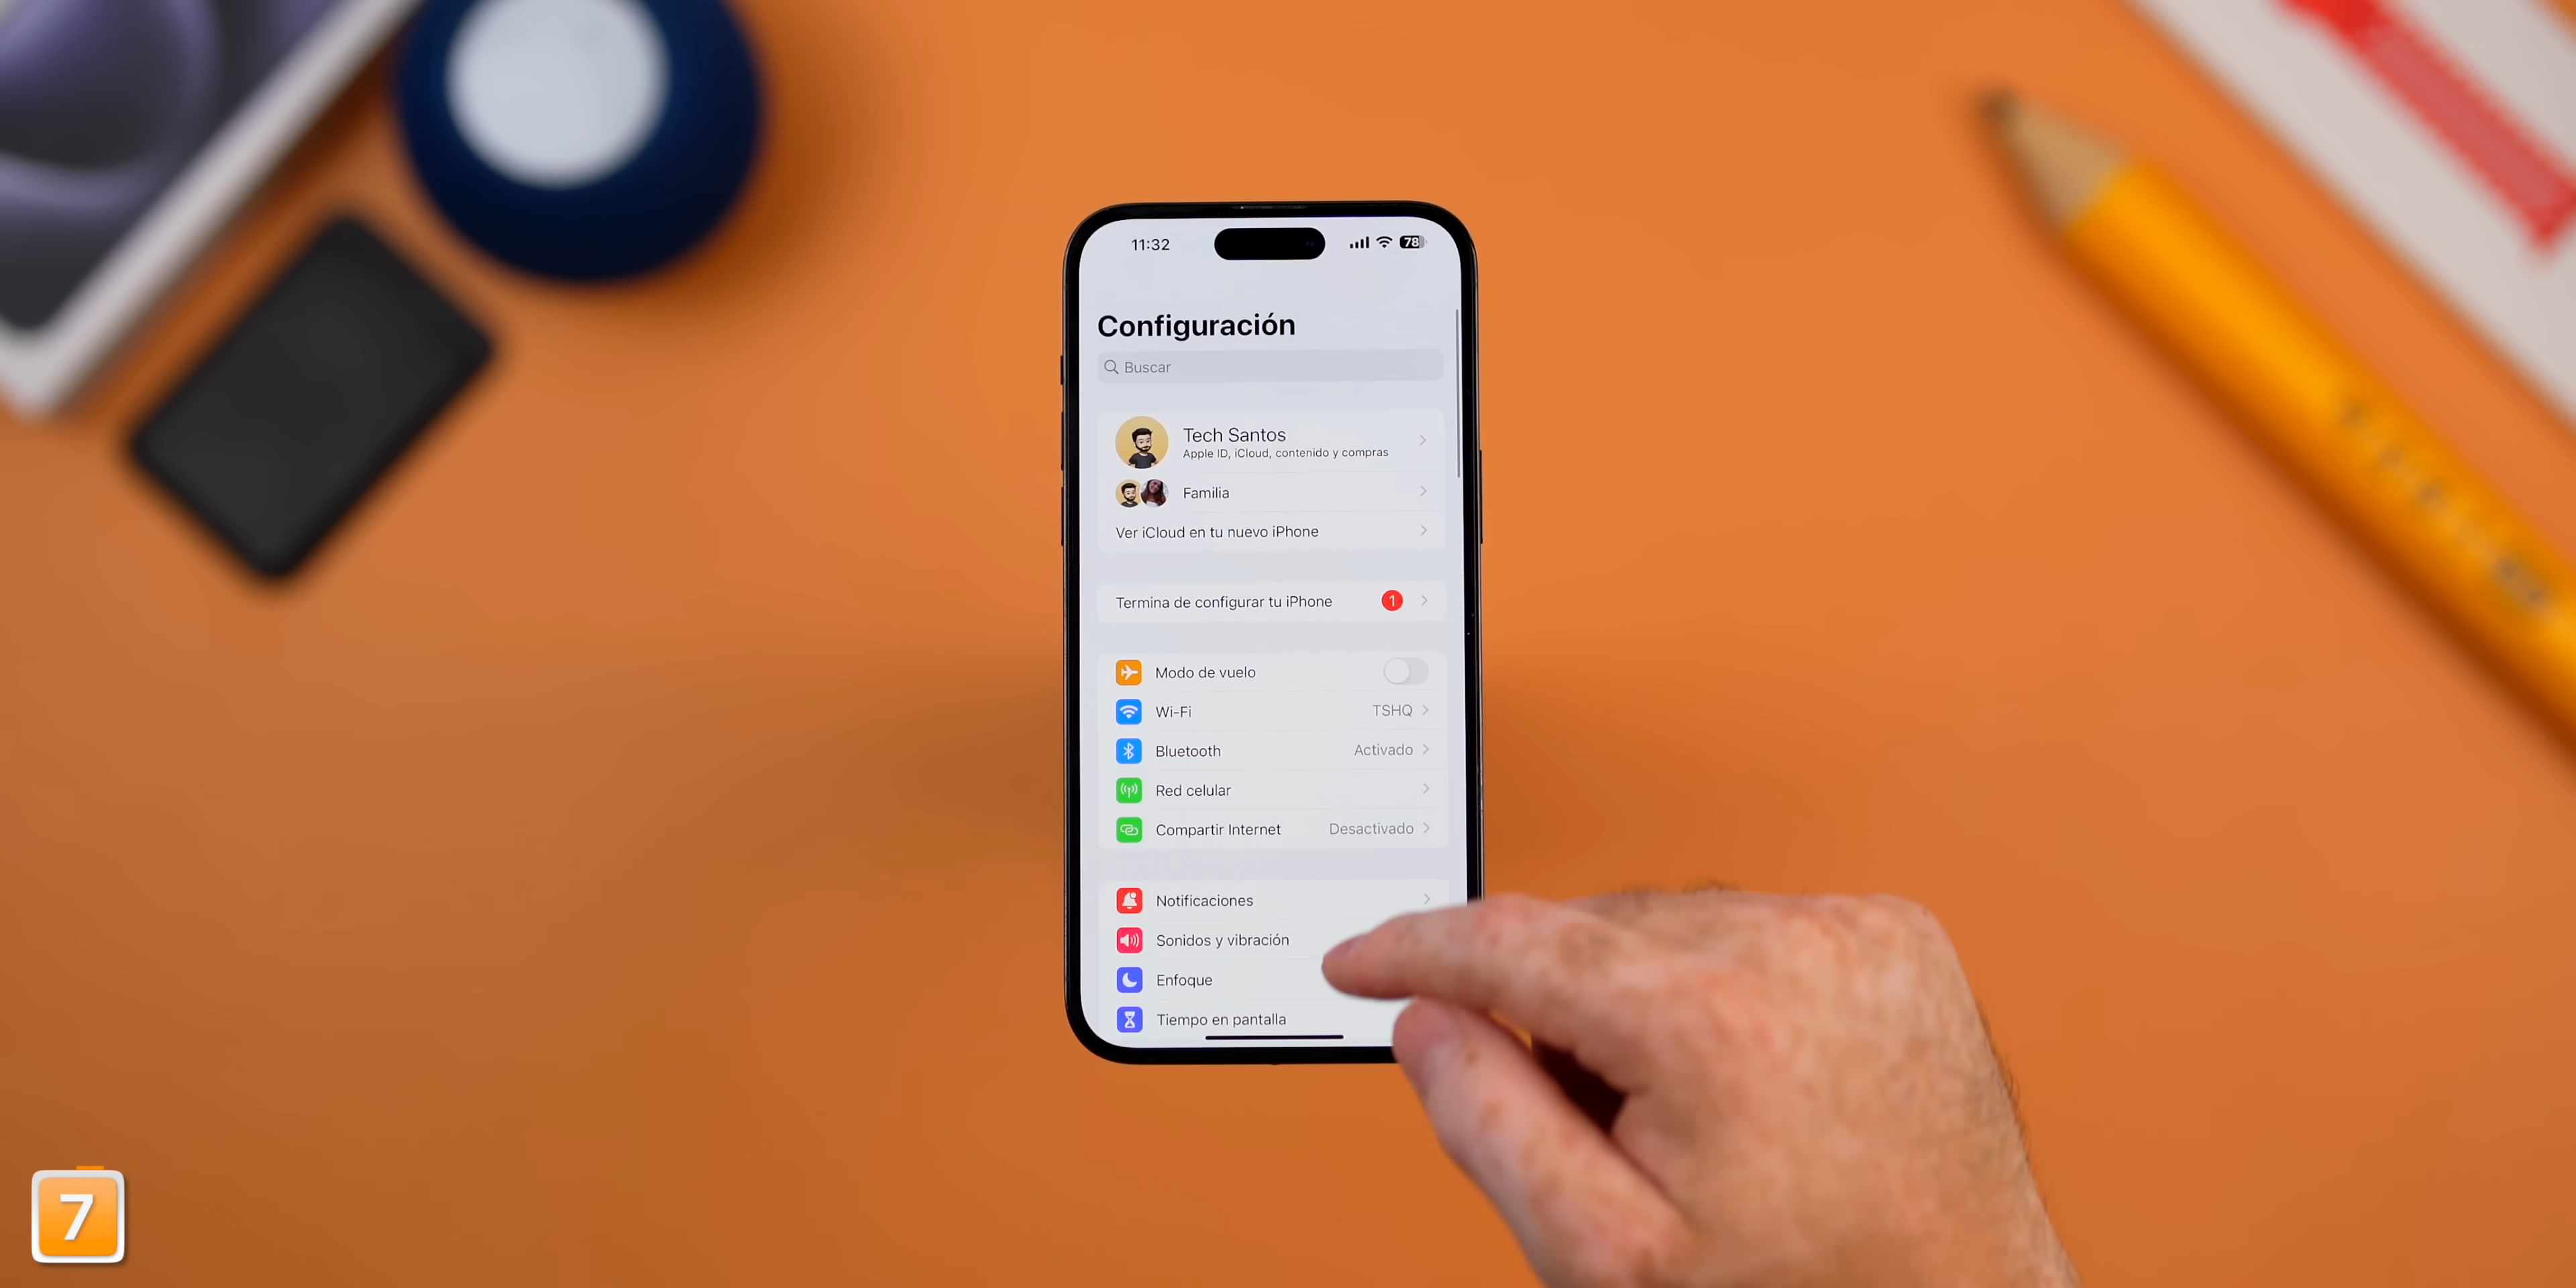 11:32
78
Configuración
Buscar
Tech Santos
Apple ID, iCloud, contenido y compras
Familia
Ver iCloud en tu nuevo iPhone
Termina de configurar tu iPhone 1
Modo de vuelo
Wi-Fi TSHQ
Bluetooth Activado
Red celular
Compartir Internet Desactivado
Notificaciones
Sonidos y vibración
Enfoque
Tiempo en pantalla
7